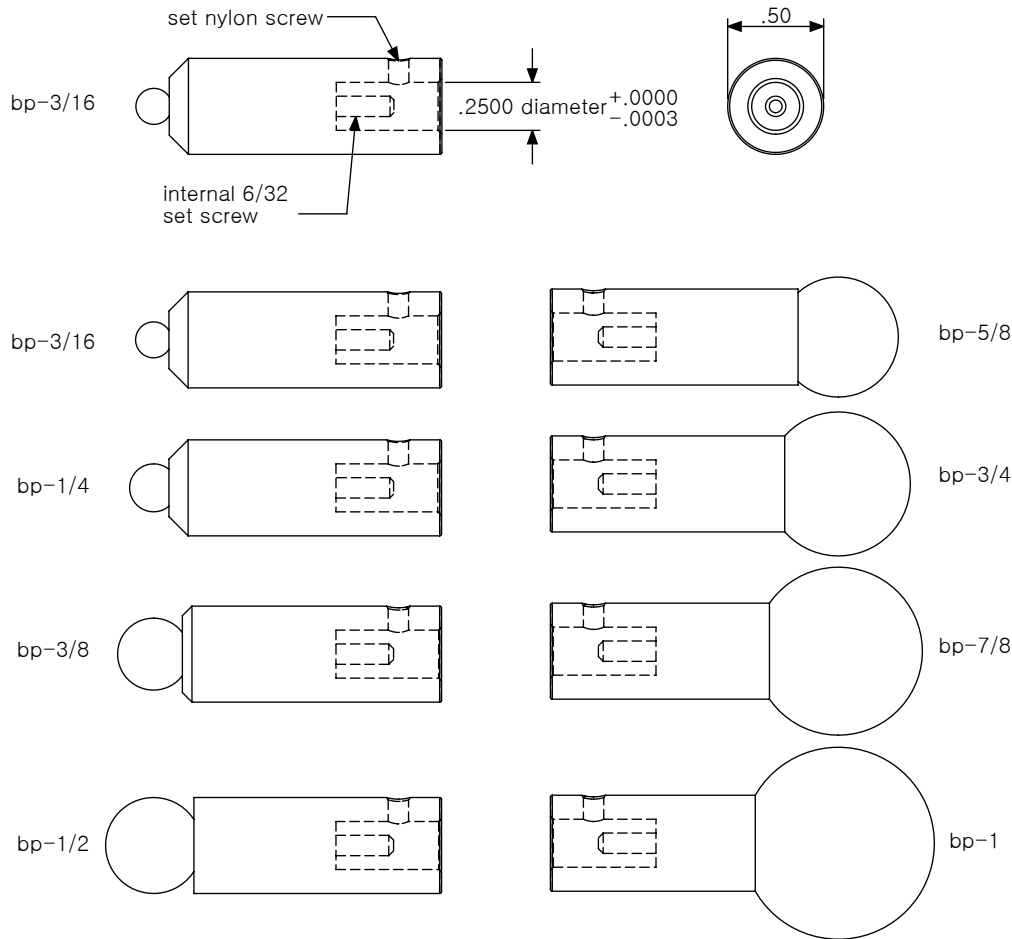 set nylon screw
.50
bp-3/16
.2500 diameter +.0000
-.0003
internal 6/32
set screw
bp-3/16
bp-5/8
bp-1/4
bp-3/4
bp-3/8
bp-7/8
bp-1/2
bp-1